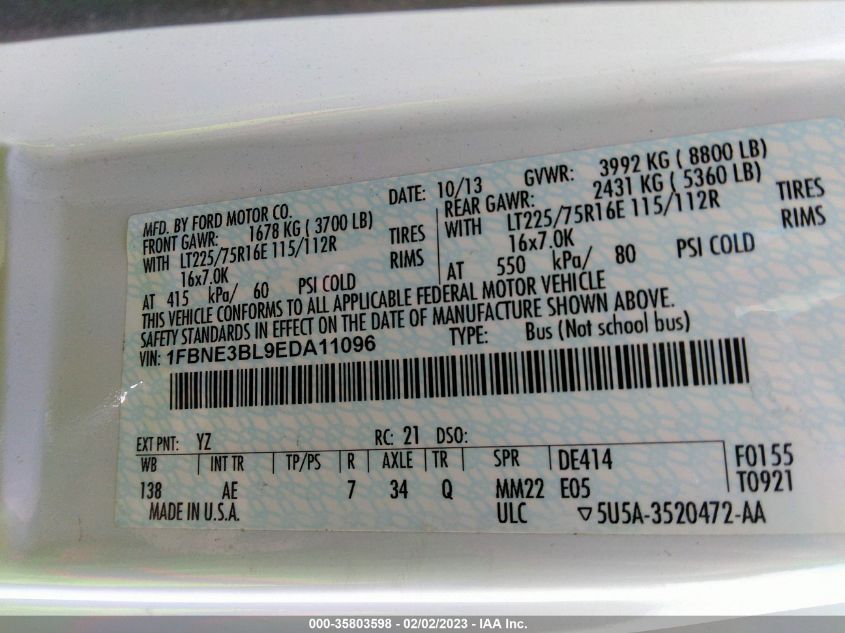 MFD. BY FORD MOTOR CO. DATE: 10/13 GVWR: 3992 KG ( 8800 LB)
FRONT GAWR: 1678 KG ( 3700 LB) REAR GAWR: 2431 KG ( 5360 LB)
WITH LT225/75R16E 115/112R TIRES WITH LT225/75R16E 115/112R TIRES
16x7.0K RIMS 16x7.0K RIMS
AT 415 kPa/ 60 PSI COLD AT 550 kPa/ 80 PSI COLD
THIS VEHICLE CONFORMS TO ALL APPLICABLE FEDERAL MOTOR VEHICLE
SAFETY STANDARDS IN EFFECT ON THE DATE OF MANUFACTURE SHOWN ABOVE.
VIN: 1FBNE3BL9EDA11096 TYPE: Bus (Not school bus)
EXT PNT: YZ RC: 21 DSO:
WB INT TR TP/PS R AXLE TR SPR DE414 F0155
138 AE 7 34 Q MM22 E05 T0921
MADE IN U.S.A. ULC ▽5U5A-3520472-AA
000-35803598 - 02/02/2023 - IAA Inc.